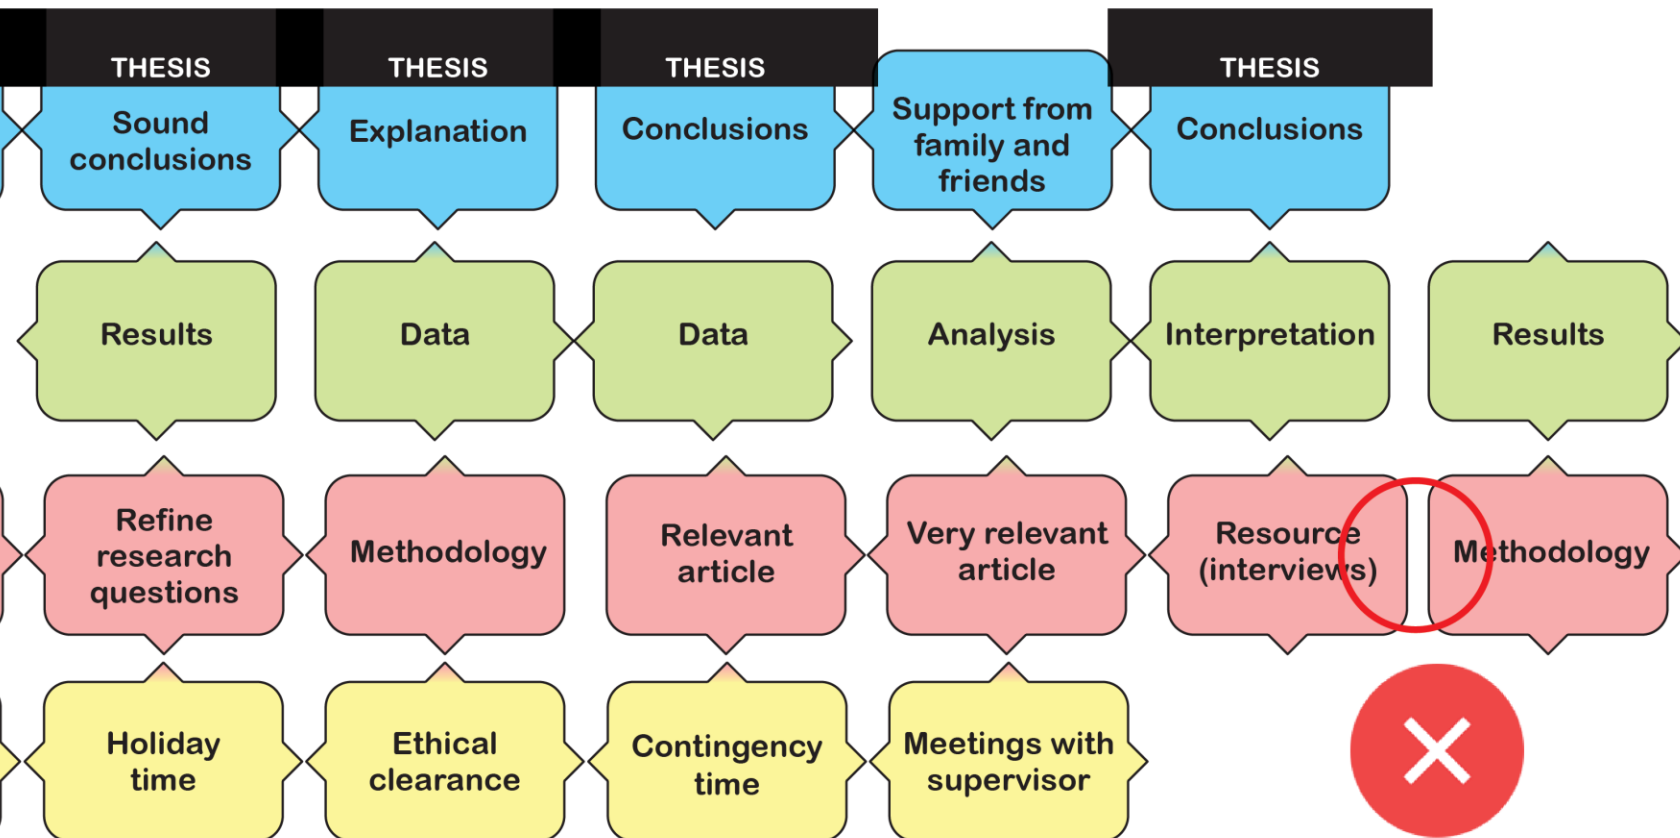 THESIS
Sound
conclusions
THESIS
Explanation
THESIS
Conclusions
Support from
family and
friends
THESIS
Conclusions
Results
Data
Data
Analysis
Interpretation
Results
Refine
research
questions
Methodology
Relevant
article
Very relevant
article
Resource
(interviews)
Methodology
Holiday
time
Ethical
clearance
Contingency
time
Meetings with
supervisor